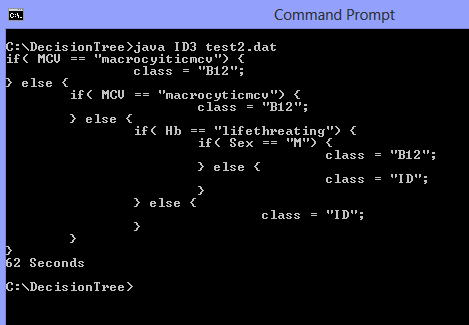 Command Prompt
C:\DecisionTree>java ID3 test2.dat
if( MCV == "macrocyiticmcv") {
class = "B12";
} else {
if( MCV == "macrocyticmcv") {
class = "B12";
} else {
if( Hb == "lifethreating") {
if( Sex == "M") {
class = "B12";
} else {
class = "ID";
}
} else {
class = "ID";
}
}
}
62 Seconds
C:\DecisionTree>